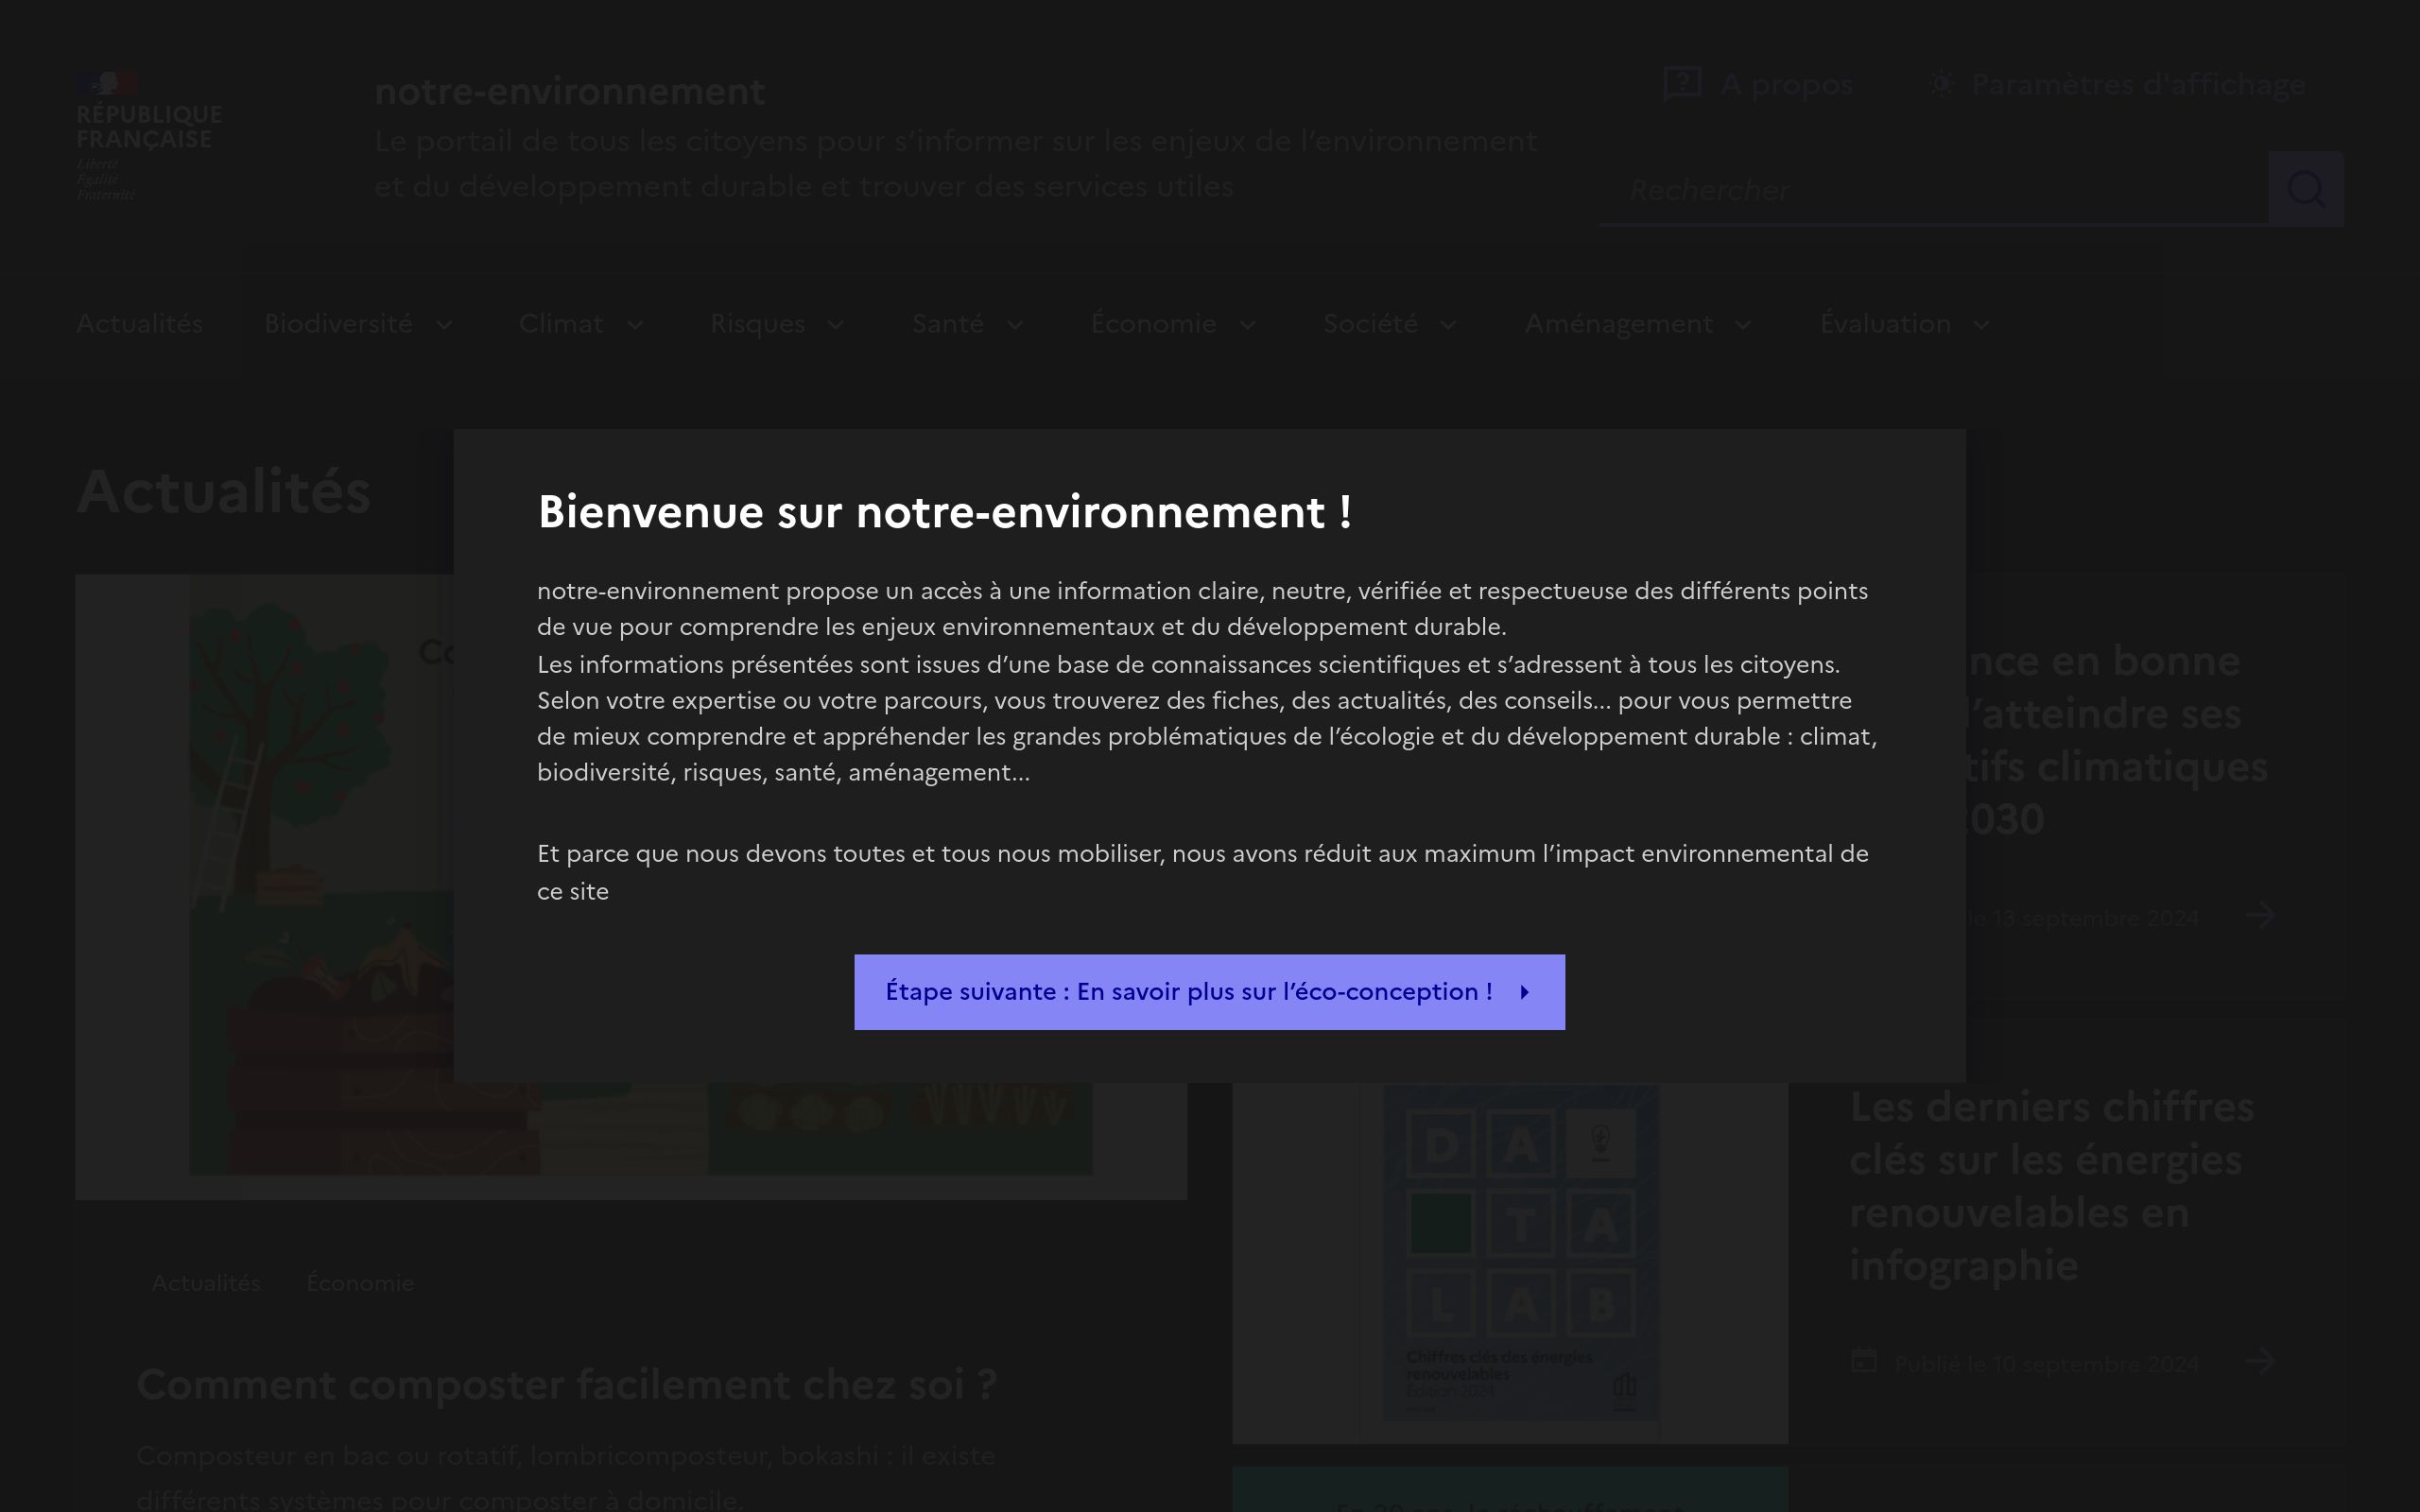 RÉPUBLIQUE
FRANÇAISE
Liberté
Égalité
Fraternité
notre-environnement
Le portail de tous les citoyens pour s’informer sur les enjeux de l’environnement
et du développement durable et trouver des services utiles
A propos
Paramètres d'affichage
Rechercher
Actualités
Biodiversité
Climat
Risques
Santé
Économie
Société
Aménagement
Évaluation
Actualités
Bienvenue sur notre-environnement !
notre-environnement propose un accès à une information claire, neutre, vérifiée et respectueuse des différents points
de vue pour comprendre les enjeux environnementaux et du développement durable.
Les informations présentées sont issues d’une base de connaissances scientifiques et s’adressent à tous les citoyens.
Selon votre expertise ou votre parcours, vous trouverez des fiches, des actualités, des conseils… pour vous permettre
de mieux comprendre et appréhender les grandes problématiques de l’écologie et du développement durable : climat,
biodiversité, risques, santé, aménagement…
Et parce que nous devons toutes et tous nous mobiliser, nous avons réduit aux maximum l’impact environnemental de
ce site
Étape suivante : En savoir plus sur l’éco-conception !
en bonne
d’atteindre ses
climatiques
2030
le 13 septembre 2024
Actualités
Économie
Comment composter facilement chez soi ?
Composteur en bac ou rotatif, lombricomposteur, bokashi : il existe
différents systèmes pour composter à domicile.
D A
T A
L A B
Chiffres clés des énergies
renouvelables
Édition 2024
Les derniers chiffres
clés sur les énergies
renouvelables en
infographie
Publié le 10 septembre 2024